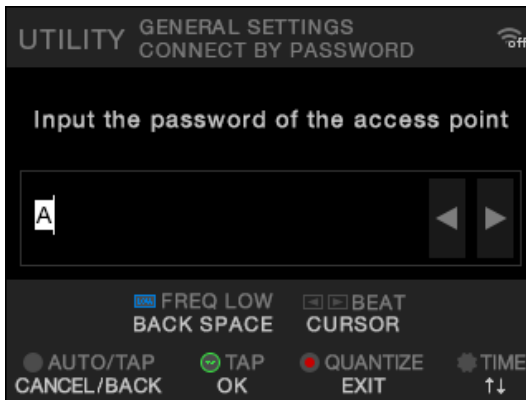 UTILITY GENERAL SETTINGS
CONNECT BY PASSWORD
off
Input the password of the access point
A
FREQ LOW BEAT
BACK SPACE CURSOR
AUTO/TAP TAP QUANTIZE TIME
CANCEL/BACK OK EXIT ↑↓